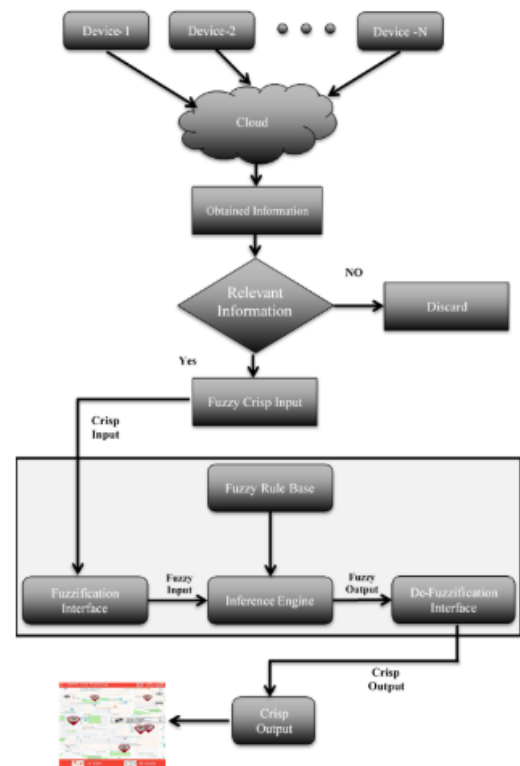 Device-1
Device-2
Device -N
Cloud
Obtained Information
Relevant
Information
NO
Discard
Yes
Fuzzy Crisp Input
Crisp
Input
Fuzzy Rule Base
Fuzzification
Interface
Fuzzy
Input
Inference Engine
Fuzzy
Output
De-Fuzzification
Interface
Crisp
Output
Crisp
Output